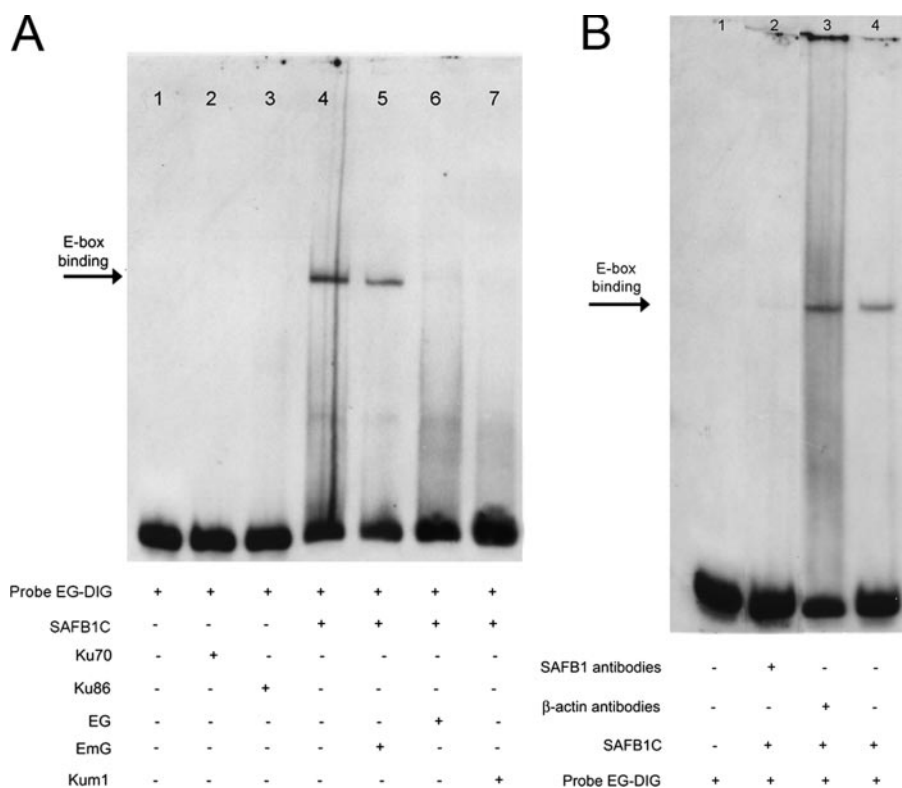 A
1 2 3 4 5 6 7
E-box
binding
Probe EG-DIG + + + + + + +
SAFB1C - - - + + + +
Ku70 - + - - - - -
Ku86 - - + - - - -
EG - - - - - + -
EmG - - - - + - -
Kum1 - - - - - - +
B
1 2 3 4
E-box
binding
SAFB1 antibodies - + - -
β-actin antibodies - - + -
SAFB1C - + + +
Probe EG-DIG + + + +